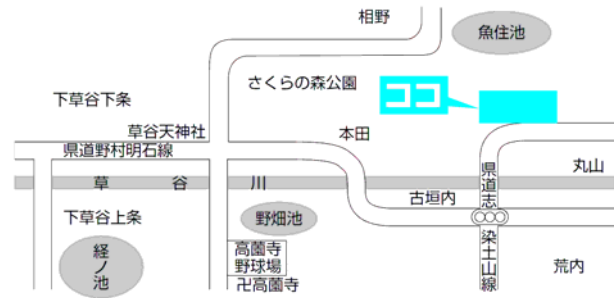 相野
魚住池
さくらの森公園
ココ
下草谷下条
草谷天神社
本田
県道野村明石線
丸山
草谷川
県道志染土山線
古垣内
下草谷上条
野畑池
経ノ池
高薗寺
野球場
卍高薗寺
荒内